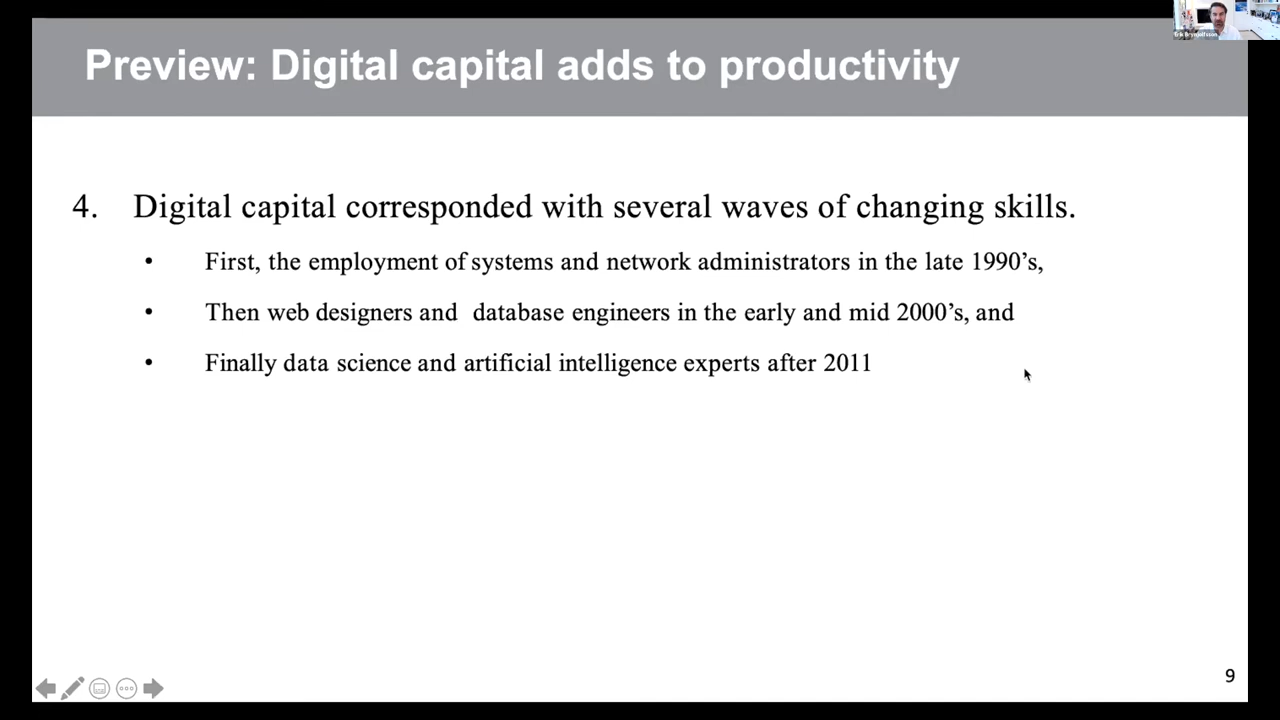 Erik Brynjolfsson
Preview: Digital capital adds to productivity
4. Digital capital corresponded with several waves of changing skills.
• First, the employment of systems and network administrators in the late 1990’s,
• Then web designers and database engineers in the early and mid 2000’s, and
• Finally data science and artificial intelligence experts after 2011
9